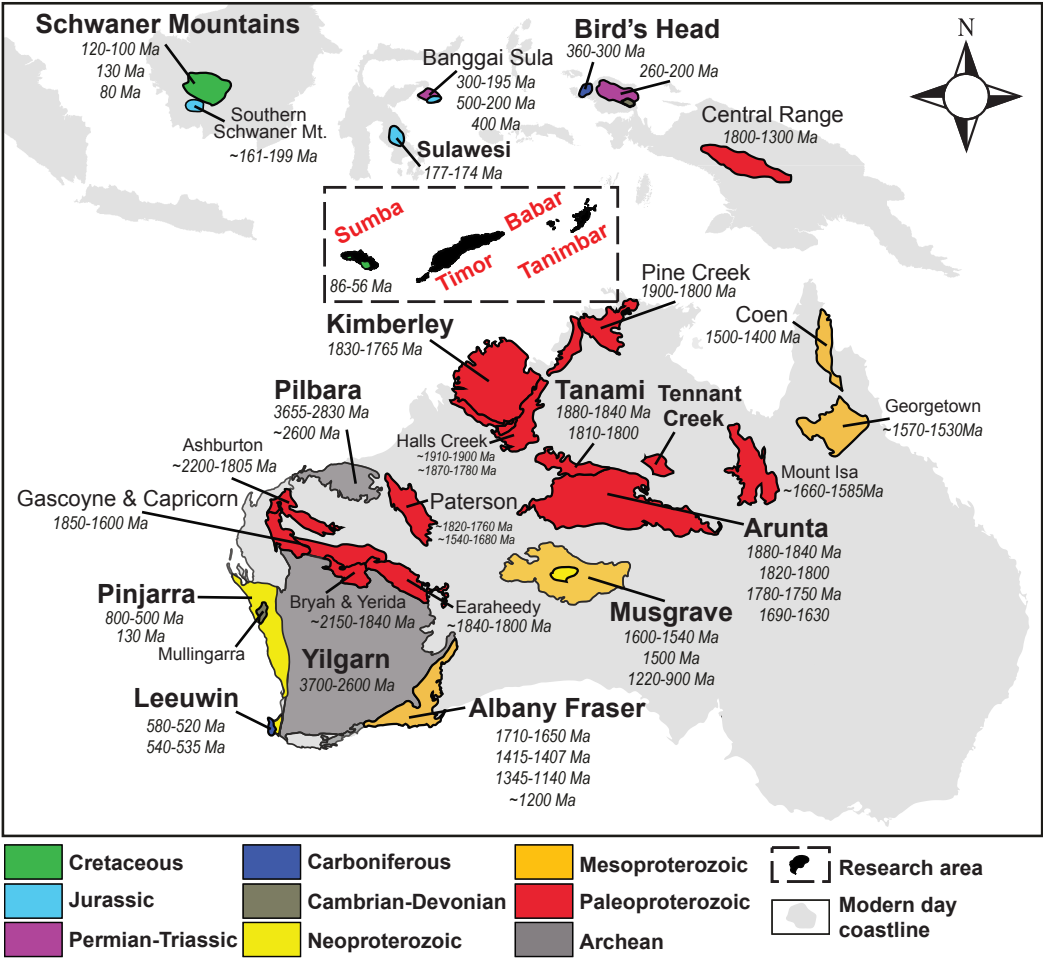 Schwaner Mountains
120-100 Ma
130 Ma
80 Ma
Southern
Schwaner Mt.
~161-199 Ma
Banggai Sula
300-195 Ma
500-200 Ma
400 Ma
Sulawesi
177-174 Ma
Bird's Head
360-300 Ma
260-200 Ma
Central Range
1800-1300 Ma
N
Sumba
86-56 Ma
Timor
Babar
Tanimbar
Pine Creek
1900-1800 Ma
Coen
1500-1400 Ma
Kimberley
1830-1765 Ma
Pilbara
3655-2830 Ma
~2600 Ma
Tanami
1880-1840 Ma
1810-1800
Tennant
Creek
Georgetown
~1570-1530Ma
Halls Creek
~1910-1900 Ma
~1870-1780 Ma
Ashburton
~2200-1805 Ma
Mount Isa
~1660-1585Ma
Gascoyne & Capricorn
1850-1600 Ma
Paterson
~1820-1760 Ma
~1540-1680 Ma
Arunta
1880-1840 Ma
1820-1800
1780-1750 Ma
1690-1630
Pinjarra
800-500 Ma
130 Ma
Mullingarra
Bryah & Yerida
~2150-1840 Ma
Earaheedy
~1840-1800 Ma
Musgrave
1600-1540 Ma
1500 Ma
1220-900 Ma
Yilgarn
3700-2600 Ma
Leeuwin
580-520 Ma
540-535 Ma
Albany Fraser
1710-1650 Ma
1415-1407 Ma
1345-1140 Ma
~1200 Ma
Cretaceous
Jurassic
Permian-Triassic
Carboniferous
Cambrian-Devonian
Neoproterozoic
Mesoproterozoic
Paleoproterozoic
Archean
Research area
Modern day
coastline